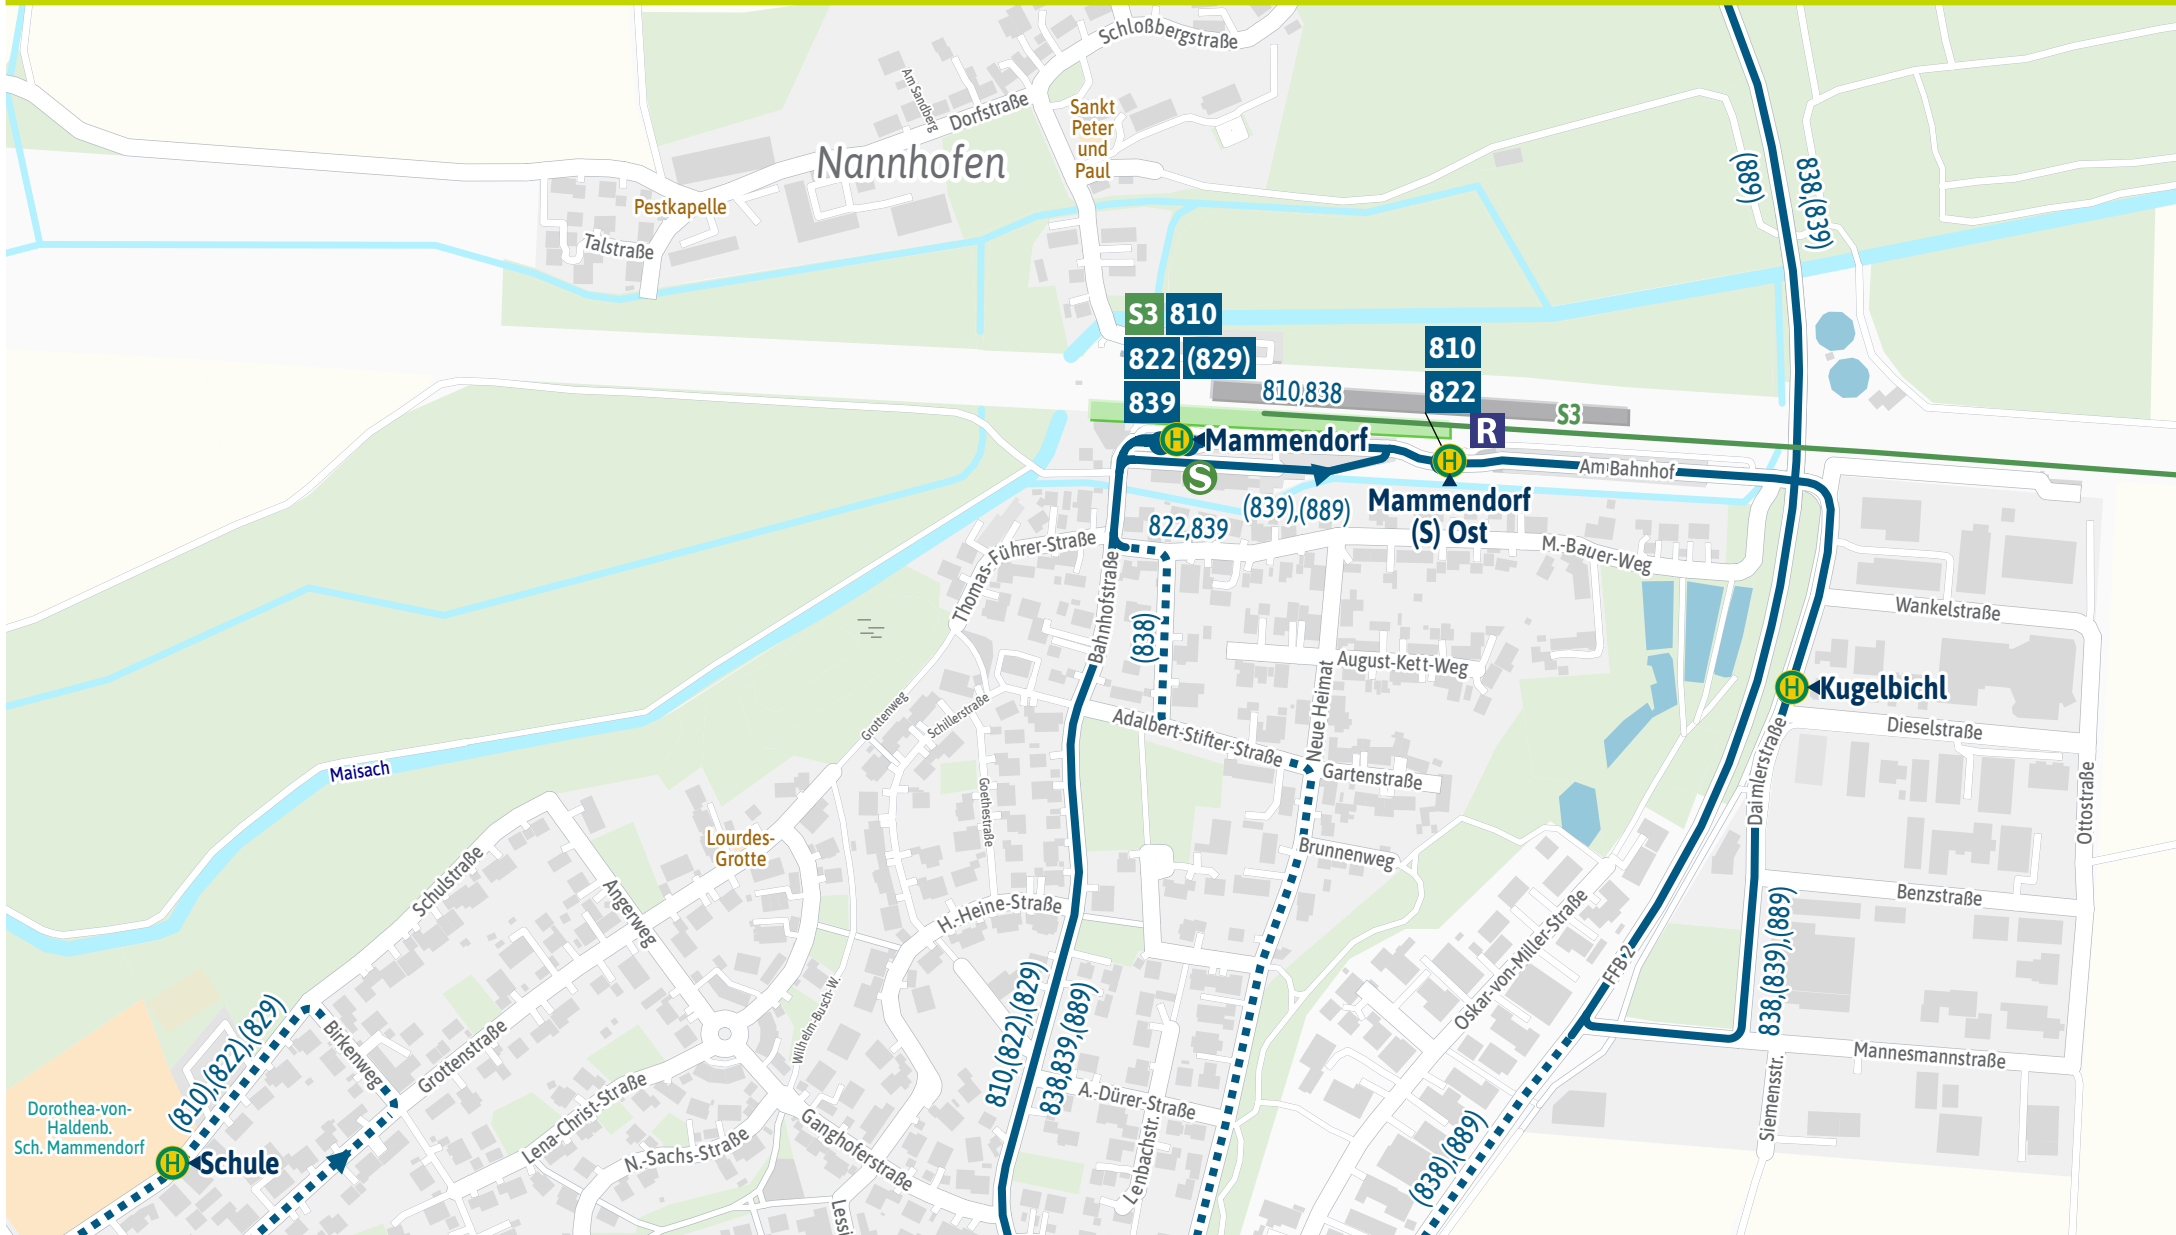 Schloßbergstraße
Am Sandberg
Dorfstraße
Sankt
Peter
und
Paul
Nannhofen
(889)
838,(839)
Pestkapelle
Talstraße
S3 810
822 (829)
839
810
822
810,838
S3
R
H
Mammendorf
S
H
Am Bahnhof
Mammendorf
(S) Ost
(839),(889)
822,839
Thomas-Führer-Straße
M.-Bauer-Weg
Bahnhofstraße
(838)
Wankelstraße
August-Kett-Weg
Neue Heimat
H
Kugelbichl
Grottenweg
Schillerstraße
Adalbert-Stifter-Straße
Dieselstraße
Daimlerstraße
Gartenstraße
Maisach
Goethestraße
Ottostraße
Lourdes-
Grotte
Brunnenweg
Schulstraße
Angerweg
H.-Heine-Straße
Benzstraße
Oskar-von-Miller-Straße
FFB 2
838,(839),(889)
810,(822),(829)
838,839,(889)
Wilhelm-Busch-W.
(810),(822),(829)
Birkenweg
Grottenstraße
Mannesmannstraße
Siemensstr.
Lena-Christ-Straße
A.-Dürer-Straße
Lenbachstr.
Ganghoferstraße
N.-Sachs-Straße
(838),(889)
Dorothea-von-
Haldenb.
Sch. Mammendorf
H
Schule
Lessi